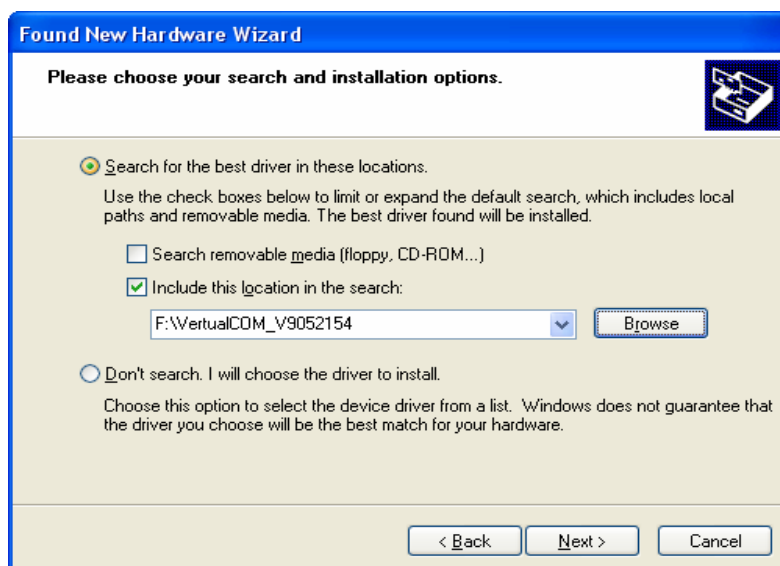 Found New Hardware Wizard
Please choose your search and installation options.
Search for the best driver in these locations.
Use the check boxes below to limit or expand the default search, which includes local
paths and removable media. The best driver found will be installed.
Search removable media (floppy, CD-ROM...)
Include this location in the search:
F:\VertualCOM_V9052154
Browse
Don't search. I will choose the driver to install.
Choose this option to select the device driver from a list. Windows does not guarantee that
the driver you choose will be the best match for your hardware.
< Back
Next >
Cancel